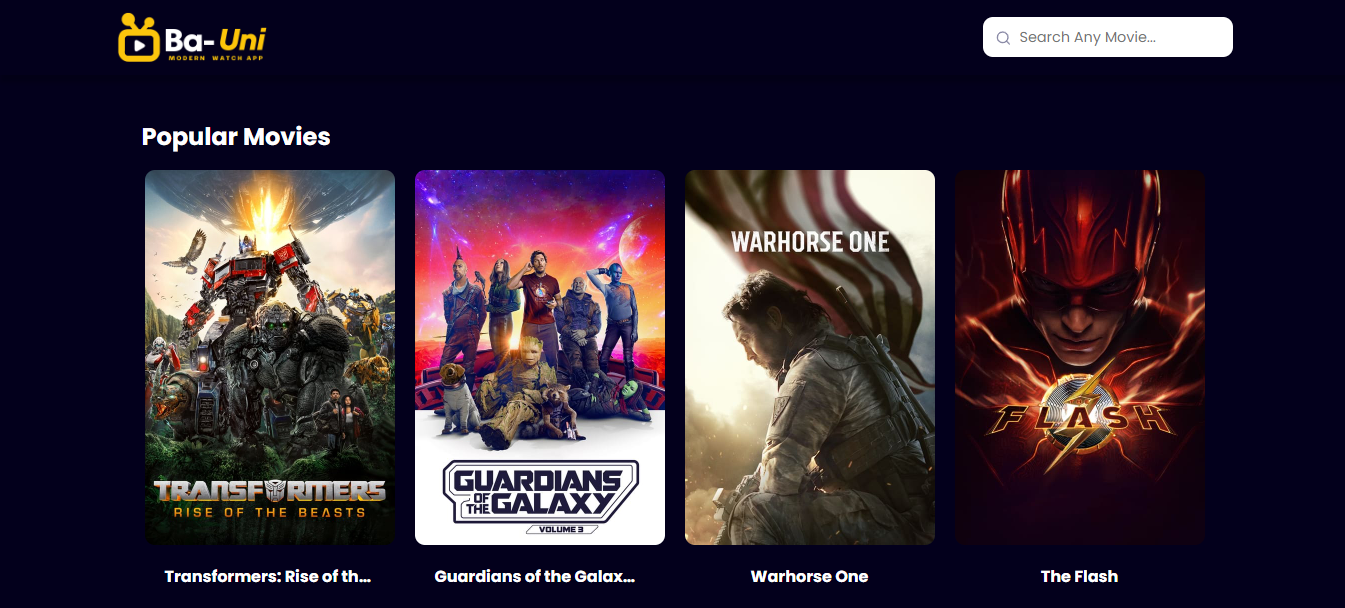 Ba-Uni
MODERN WATCH APP
Search Any Movie...
Popular Movies
TRANSFORMERS
RISE OF THE BEASTS
GUARDIANS
OF THE GALAXY
VOLUME 3
WARHORSE ONE
FLASH
Transformers: Rise of th...
Guardians of the Galax...
Warhorse One
The Flash